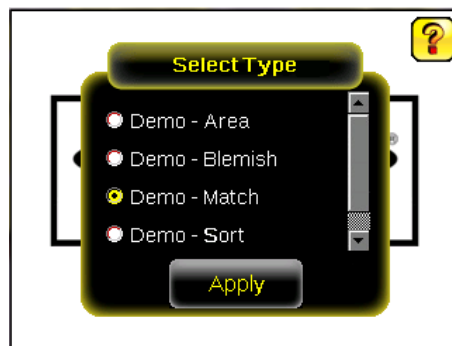 ?
Select Type
Demo - Area
Demo - Blemish
Demo - Match
Demo - Sort
Apply
®